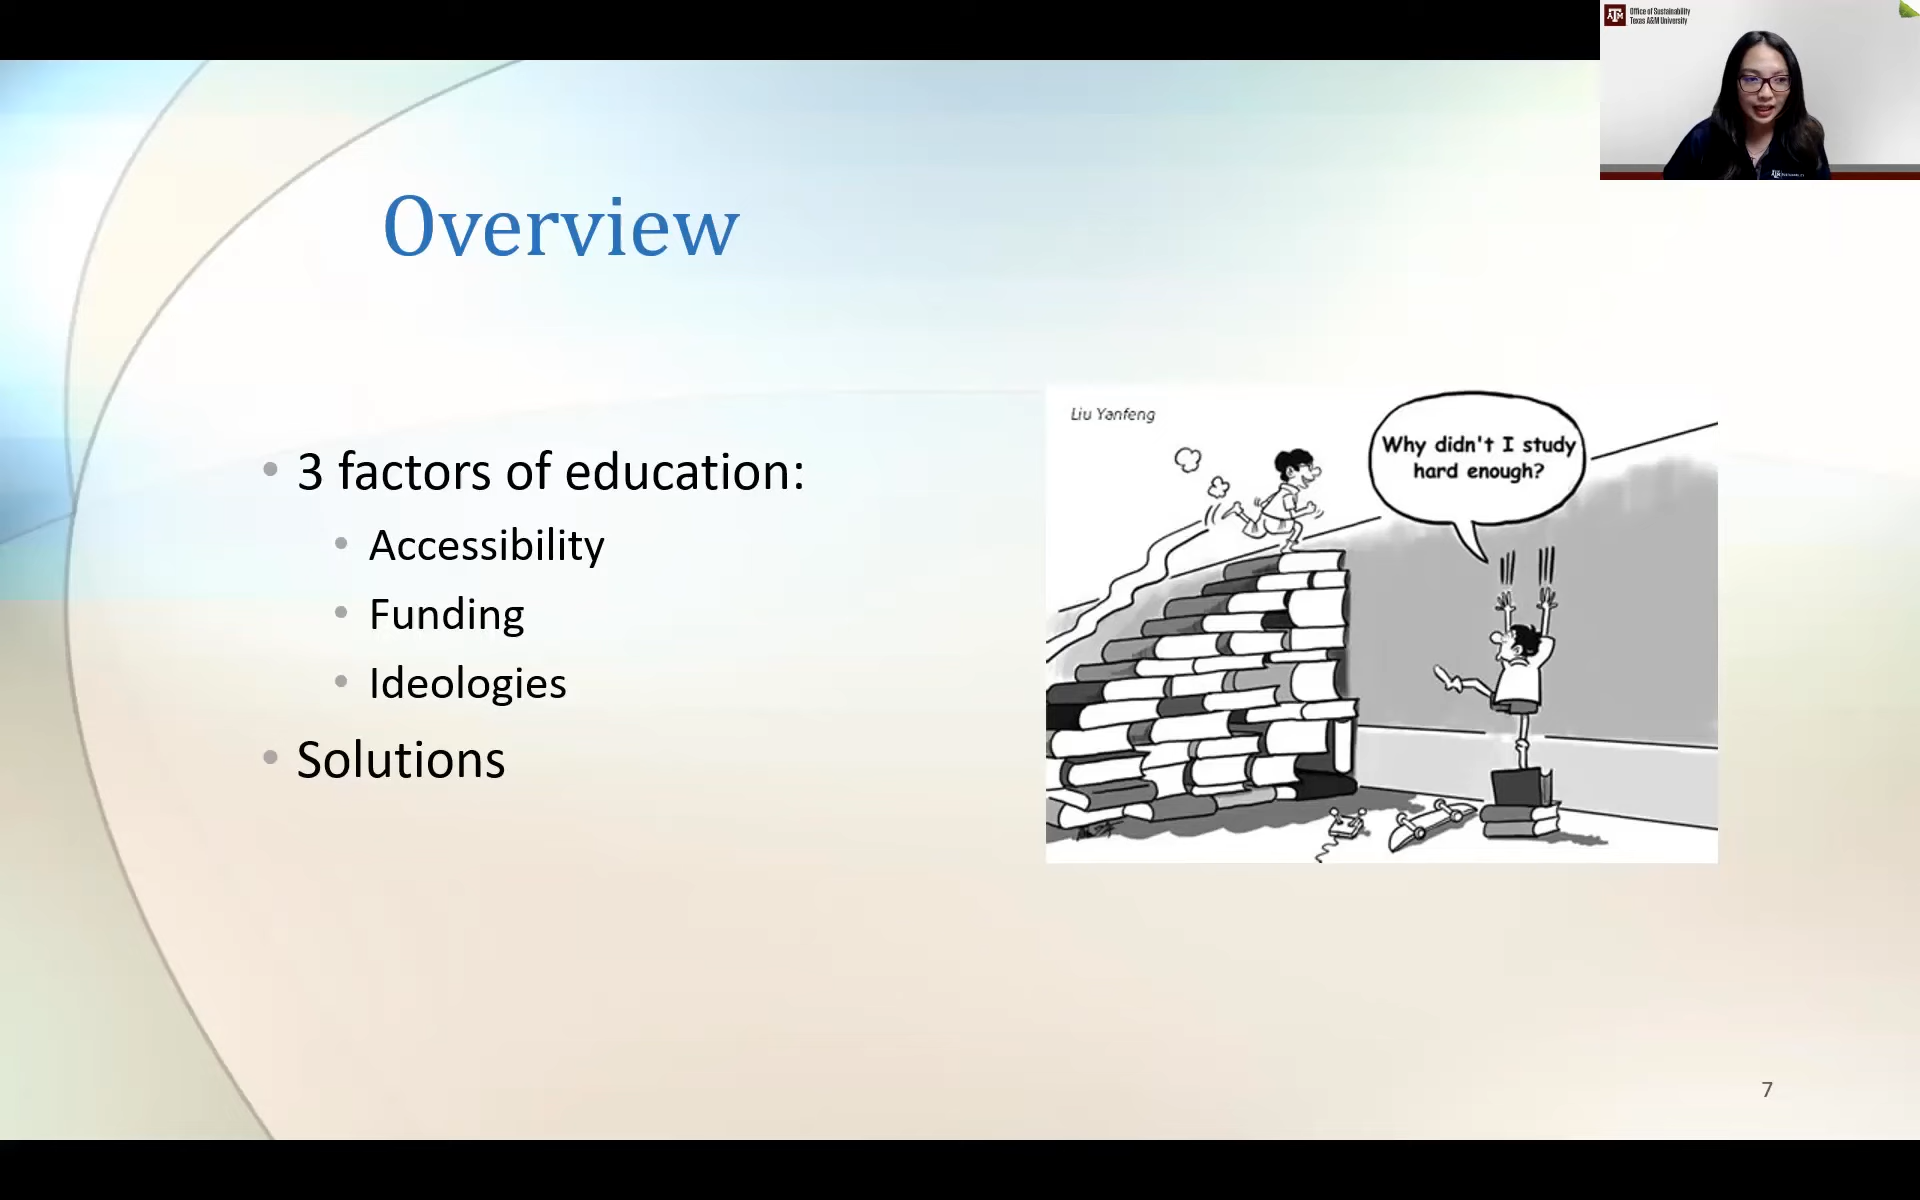 Office of Sustainability
Texas A&M University
Overview
• 3 factors of education:
• Accessibility
• Funding
• Ideologies
• Solutions
Liu Yanfeng
Why didn't I study
hard enough?
7